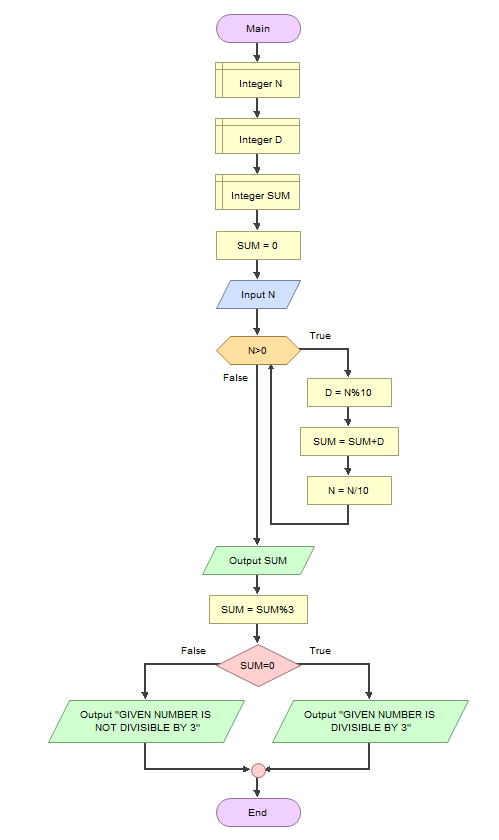 Main
Integer N
Integer D
Integer SUM
SUM = 0
Input N
N>0
True
False
D = N%10
SUM = SUM+D
N = N/10
Output SUM
SUM = SUM%3
SUM=0
False
True
Output "GIVEN NUMBER IS
NOT DIVISIBLE BY 3"
Output "GIVEN NUMBER IS
DIVISIBLE BY 3"
End